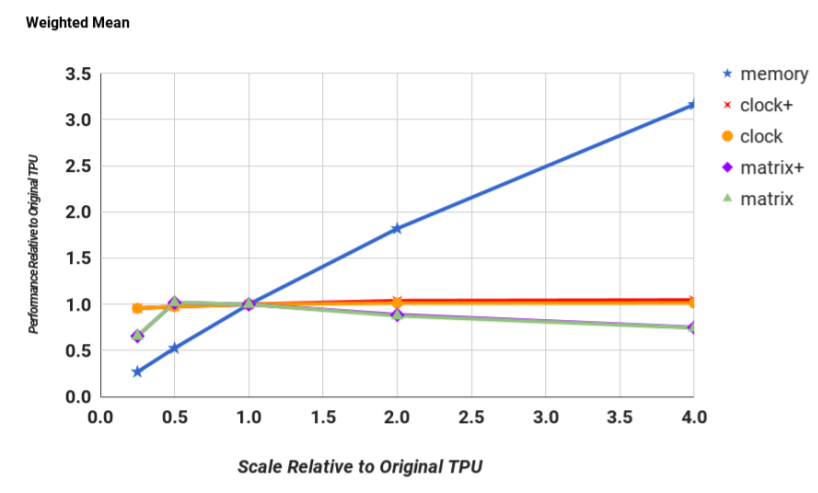 Weighted Mean
3.5
3.0
2.5
2.0
1.5
1.0
0.5
0.0
Performance Relative to Original TPU
0.0 0.5 1.0 1.5 2.0 2.5 3.0 3.5 4.0
Scale Relative to Original TPU
memory
clock+
clock
matrix+
matrix